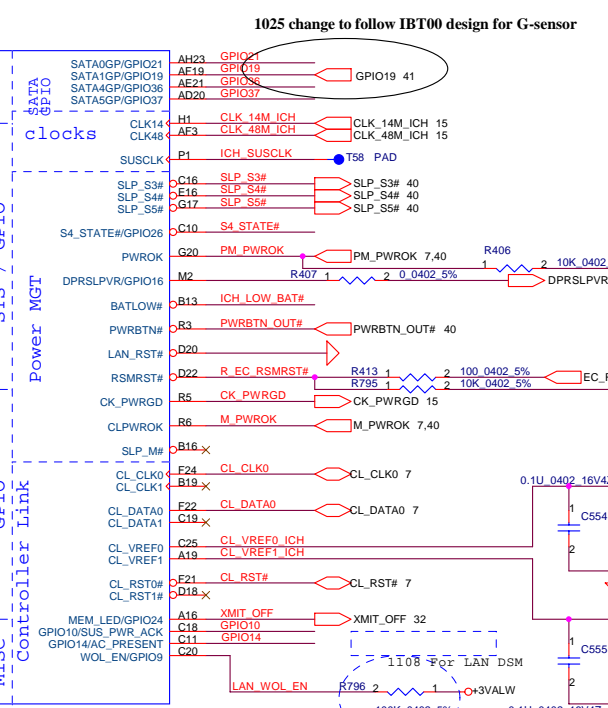 1025 change to follow IBT00 design for G-sensor
SATA0GP/GPIO21 AH23 GPIO21
SATA1GP/GPIO19 AF19 GPIO19 GPIO19 41
SATA4GP/GPIO36 AE21 GPIO36
SATA5GP/GPIO37 AD20 GPIO37
SATA
GPIO
clocks
CLK14 H1 CLK_14M_ICH CLK_14M_ICH 15
CLK48 AF3 CLK_48M_ICH CLK_48M_ICH 15
SUSCLK P1 ICH_SUSCLK T58 PAD
SLP_S3# C16 SLP_S3# SLP_S3# 40
SLP_S4# E16 SLP_S4# SLP_S4# 40
SLP_S5# G17 SLP_S5# SLP_S5# 40
S4_STATE#/GPIO26 C10 S4_STATE#
PWROK G20 PM_PWROK PM_PWROK 7,40 R406 1 2 10K_0402
DPRSLPVR/GPIO16 M2 R407 1 2 0_0402_5% DPRSLPVR
BATLOW# B13 ICH_LOW_BAT#
PWRBTN# R3 PWRBTN_OUT# PWRBTN_OUT# 40
LAN_RST# D20
RSMRST# D22 R_EC_RSMRST# R413 1 2 100_0402_5%
R795 1 2 10K_0402_5%
CK_PWRGD R5 CK_PWRGD CK_PWRGD 15
CLPWROK R6 M_PWROK M_PWROK 7,40
SLP_M# B16
Power MGT
SYS / GPIO
CL_CLK0 F24 CL_CLK0 CL_CLK0 7
CL_CLK1 B19
0.1U_0402_16V4Z
CL_DATA0 F22 CL_DATA0 CL_DATA0 7
CL_DATA1 C19
1 C554 2
CL_VREF0 C25 CL_VREF0_ICH
CL_VREF1 A19 CL_VREF1_ICH
CL_RST0# F21 CL_RST# CL_RST# 7
CL_RST1# D18
Controller Link
GPIO
MISC
MEM_LED/GPIO24 A16 XMIT_OFF XMIT_OFF 32
GPIO10/SUS_PWR_ACK C18 GPIO10
GPIO14/AC_PRESENT C11 GPIO14
WOL_EN/GPIO9 C20
1 C555 2
1108 For LAN DSM
LAN_WOL_EN R796 2 1 +3VALW